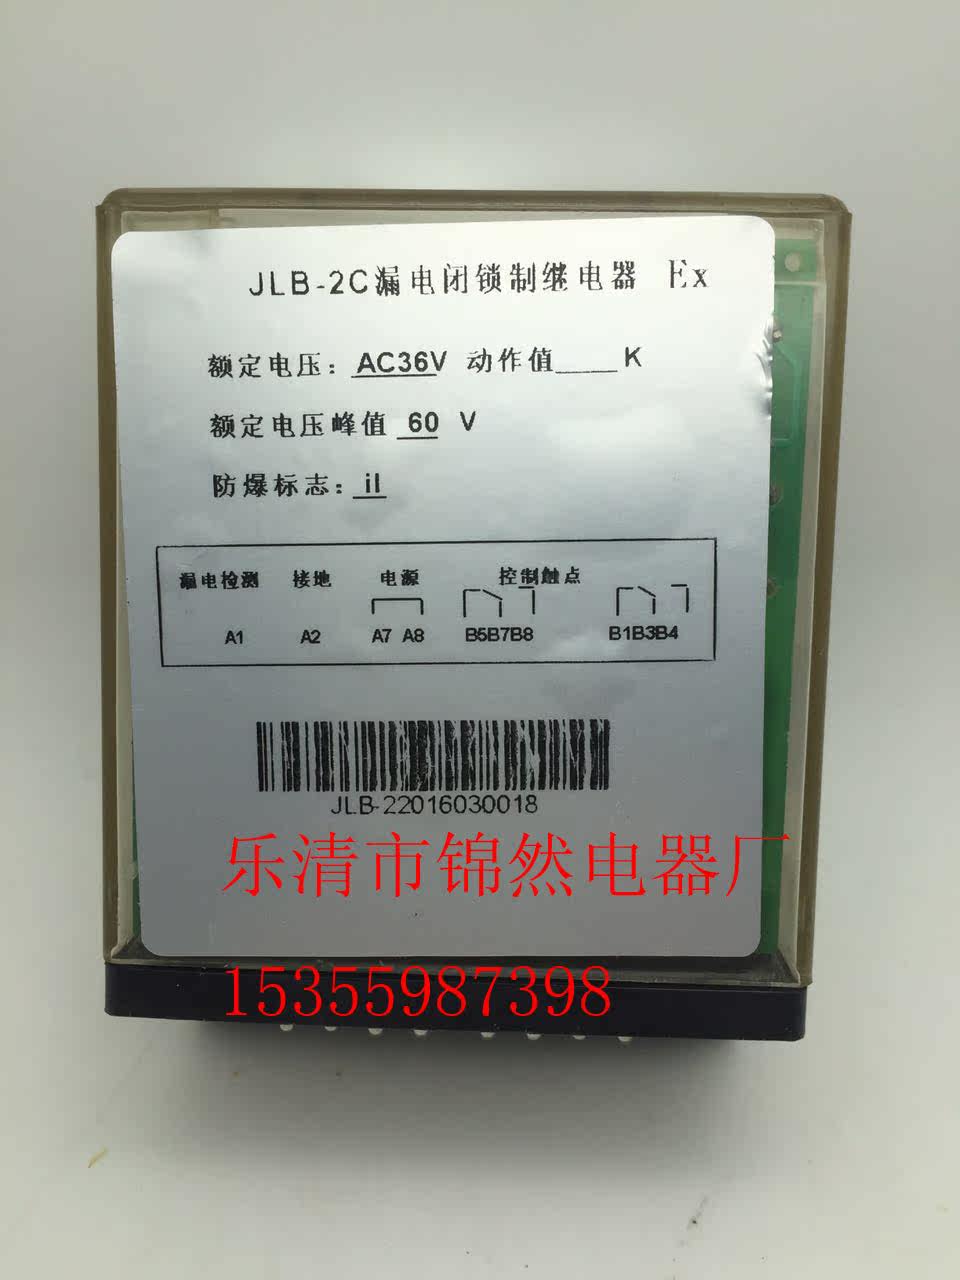 JLB-2C漏电闭锁制继电器 Ex
额定电压：AC36V 动作值____K
额定电压峰值 60 V
防爆标志：iI
漏电检测 接地 电源 控制触点
A1 A2 A7 A8 B5B7B8 B1B3B4
JLB-22016030018
乐清市锦然电器厂
15355987398